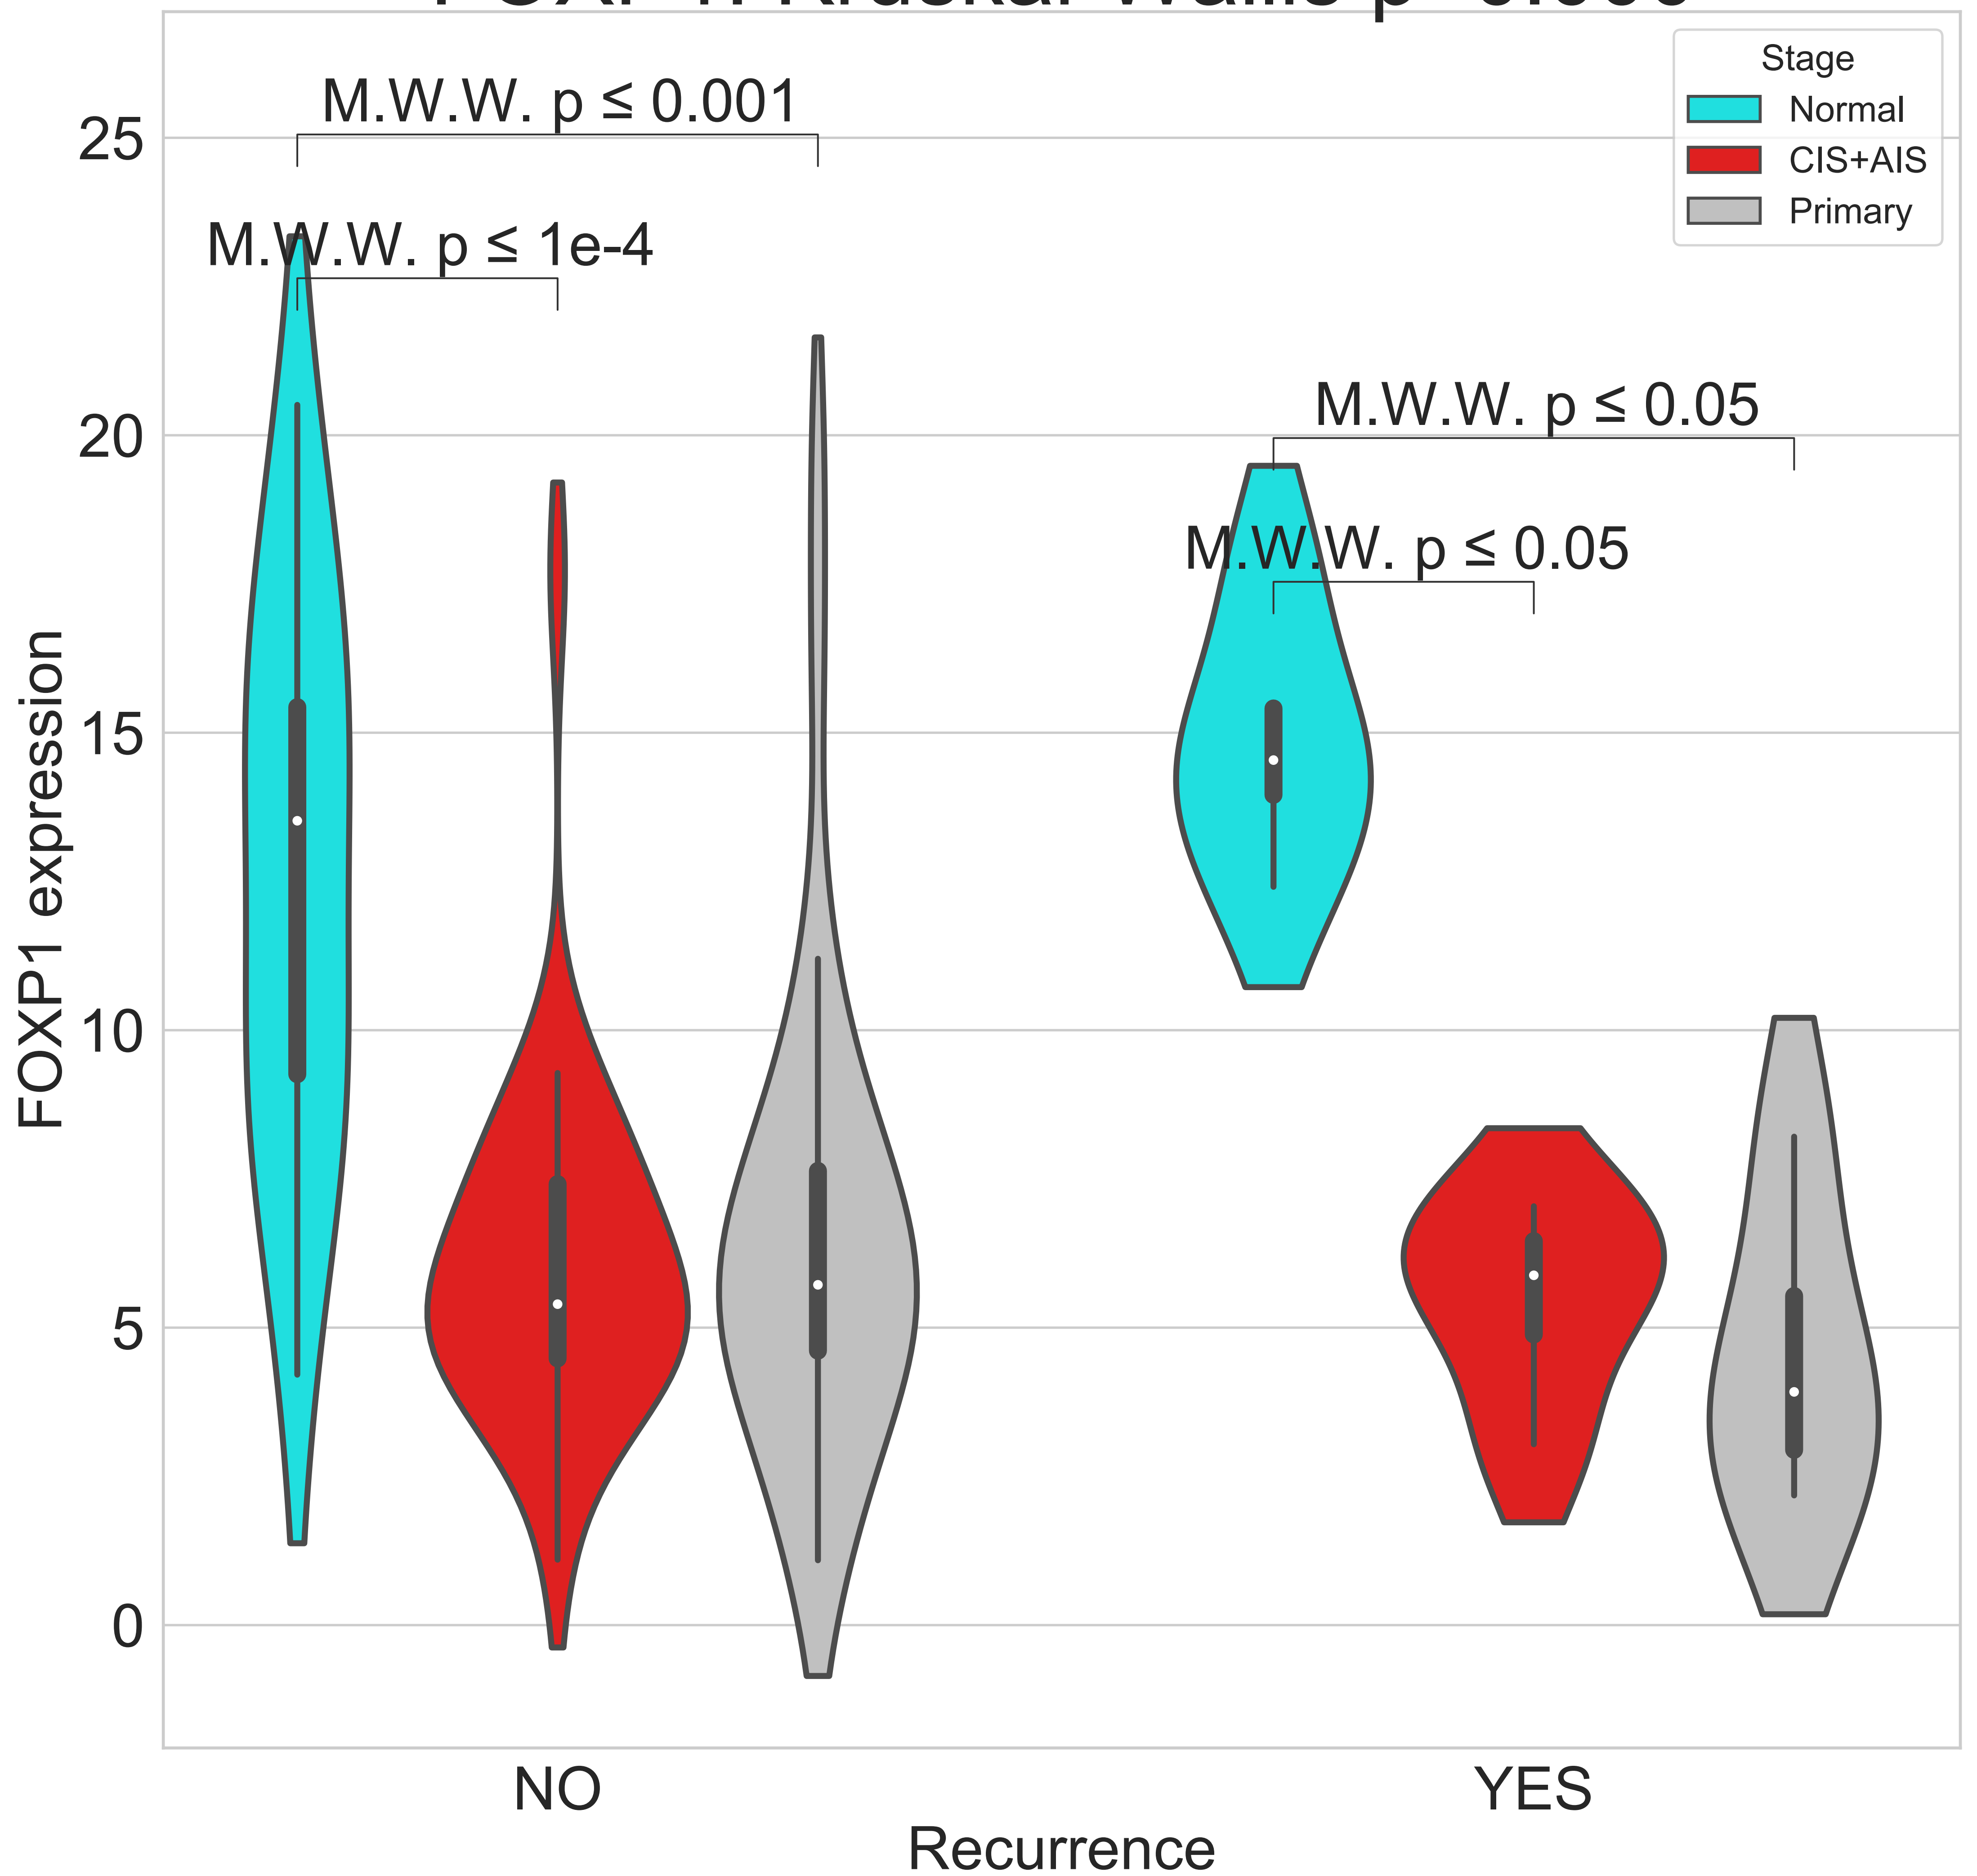 Stage
Normal
CIS+AIS
Primary
M.W.W. p ≤ 0.001
M.W.W. p ≤ 1e-4
M.W.W. p ≤ 0.05
M.W.W. p ≤ 0.05
25
20
15
10
5
0
FOXP1 expression
NO
YES
Recurrence